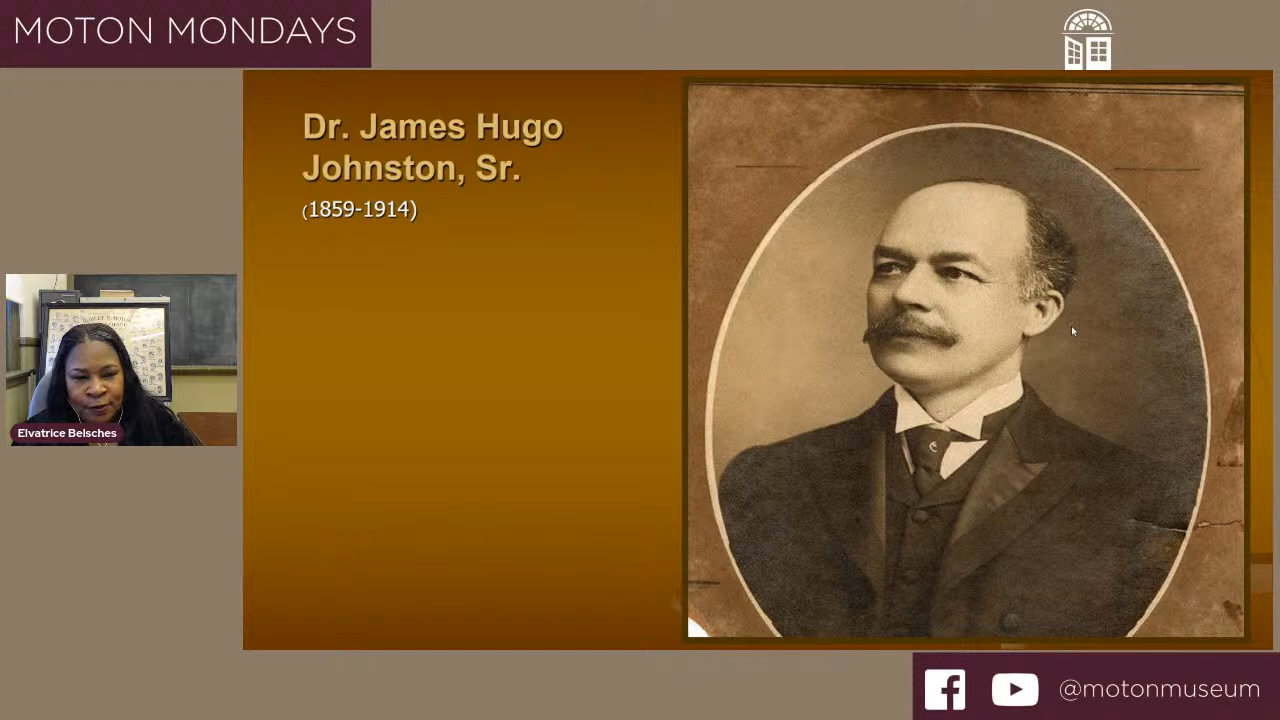 MOTON MONDAYS
Dr. James Hugo
Johnston, Sr.
(1859-1914)
Elvatrice Belsches
@motonmuseum